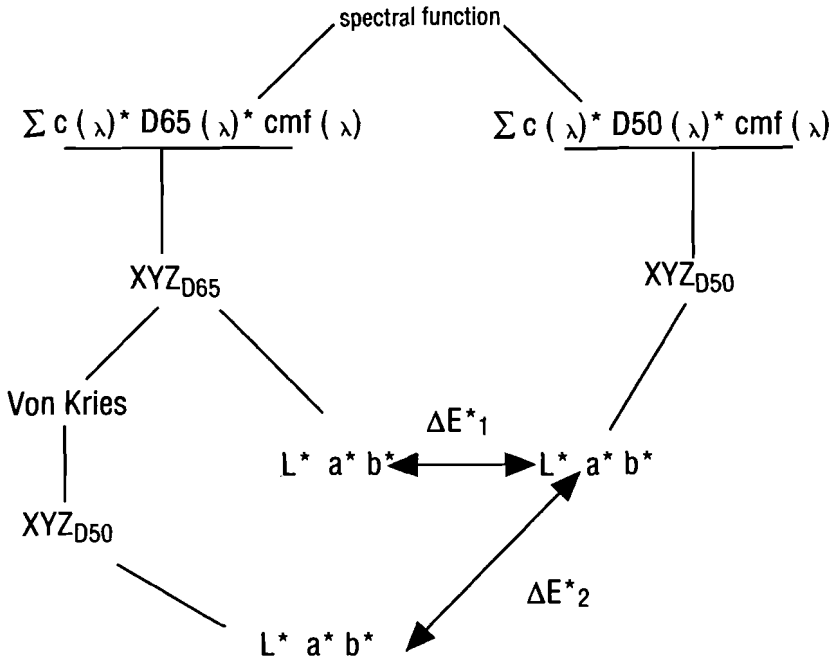 spectral function
∑ c (λ)* D65 (λ)* cmf (λ)
∑ c (λ)* D50 (λ)* cmf (λ)
XYZD65
XYZD50
Von Kries
ΔE*1
L* a* b*
L* a* b*
XYZD50
ΔE*2
L* a* b*